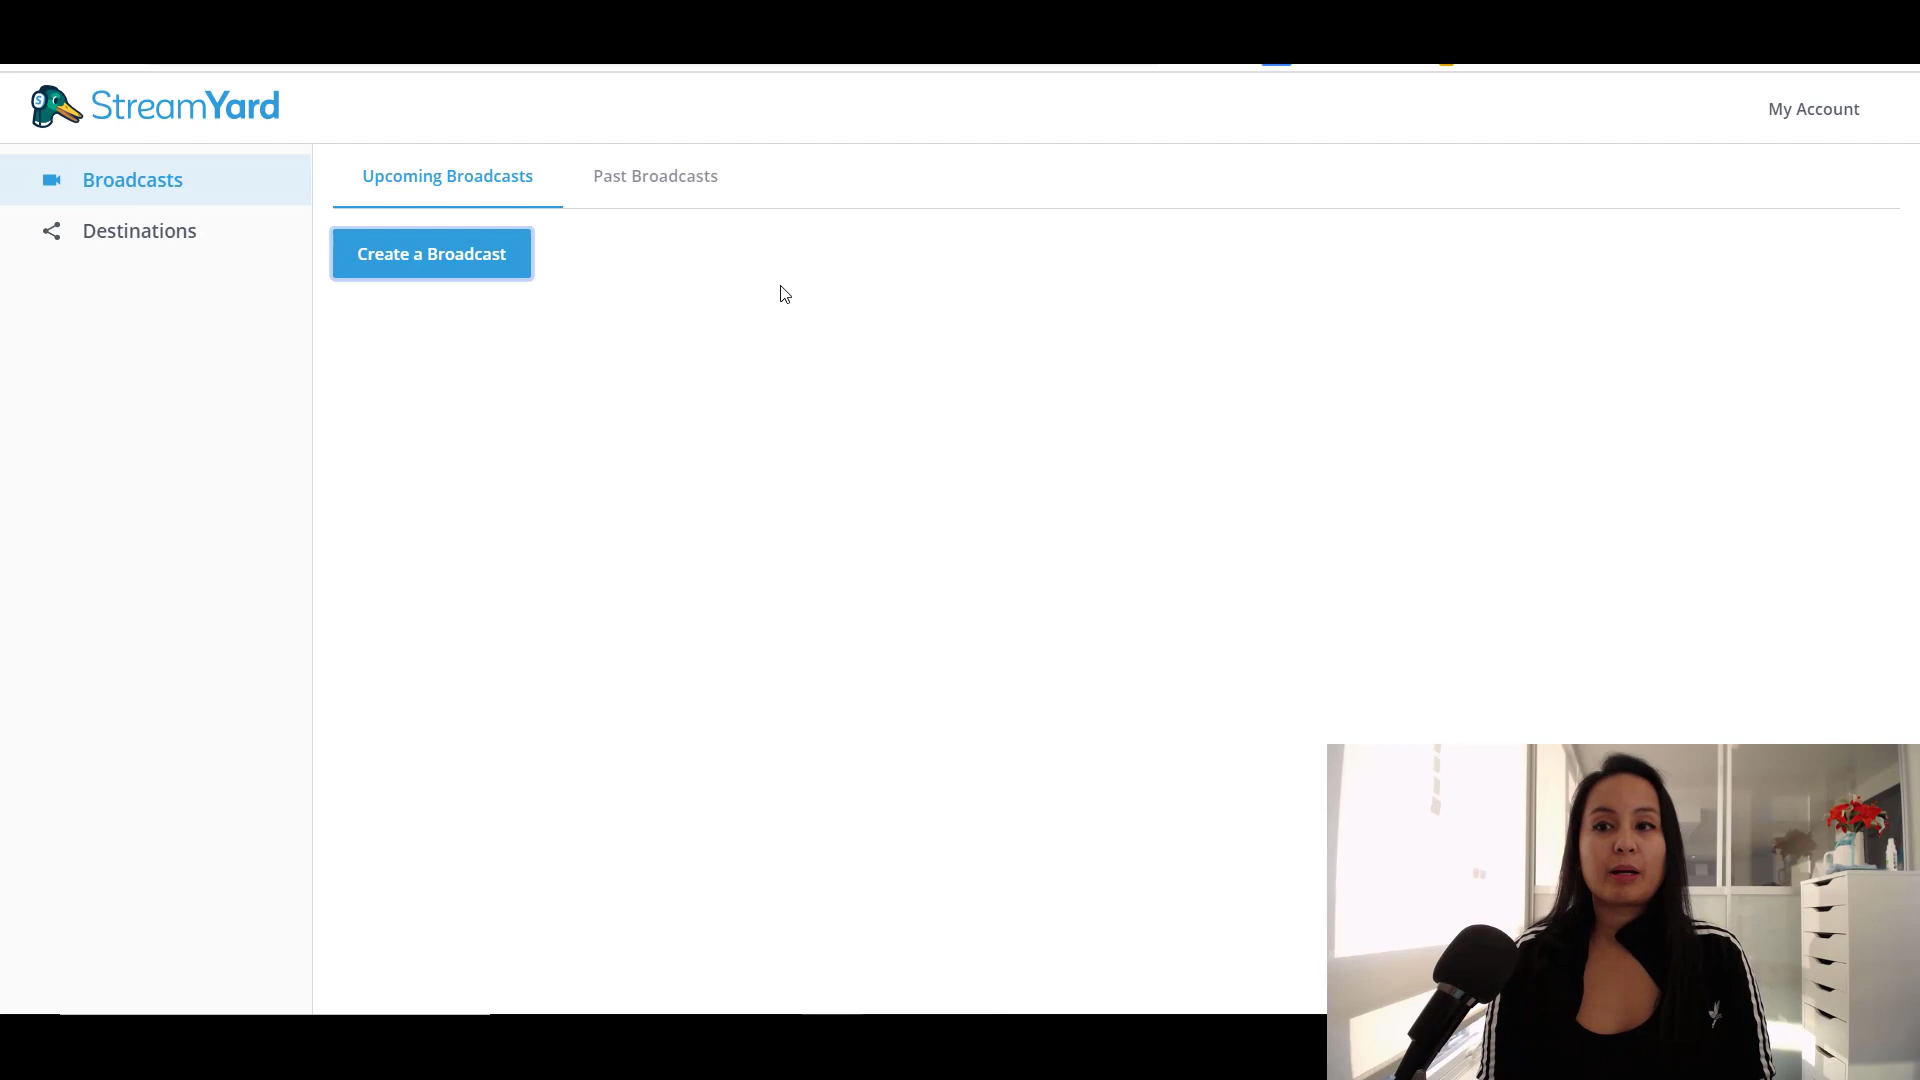 StreamYard
My Account
Broadcasts
Destinations
Upcoming Broadcasts
Past Broadcasts
Create a Broadcast